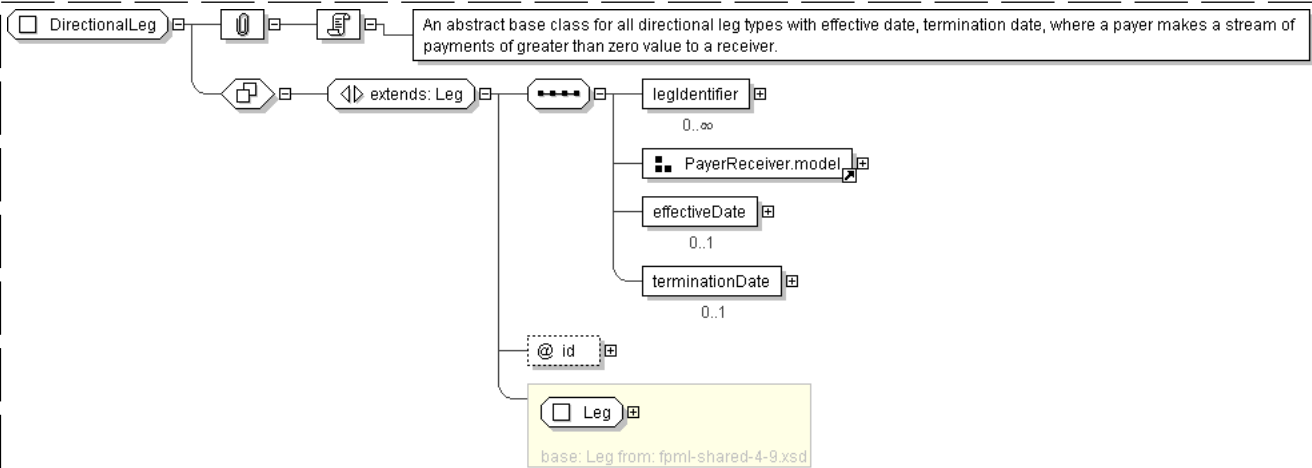 DirectionalLeg
An abstract base class for all directional leg types with effective date, termination date, where a payer makes a stream of
payments of greater than zero value to a receiver.
extends: Leg
legIdentifier
0..∞
PayerReceiver.model
effectiveDate
0..1
terminationDate
0..1
@ id
Leg
base: Leg from: fpml-shared-4-9.xsd